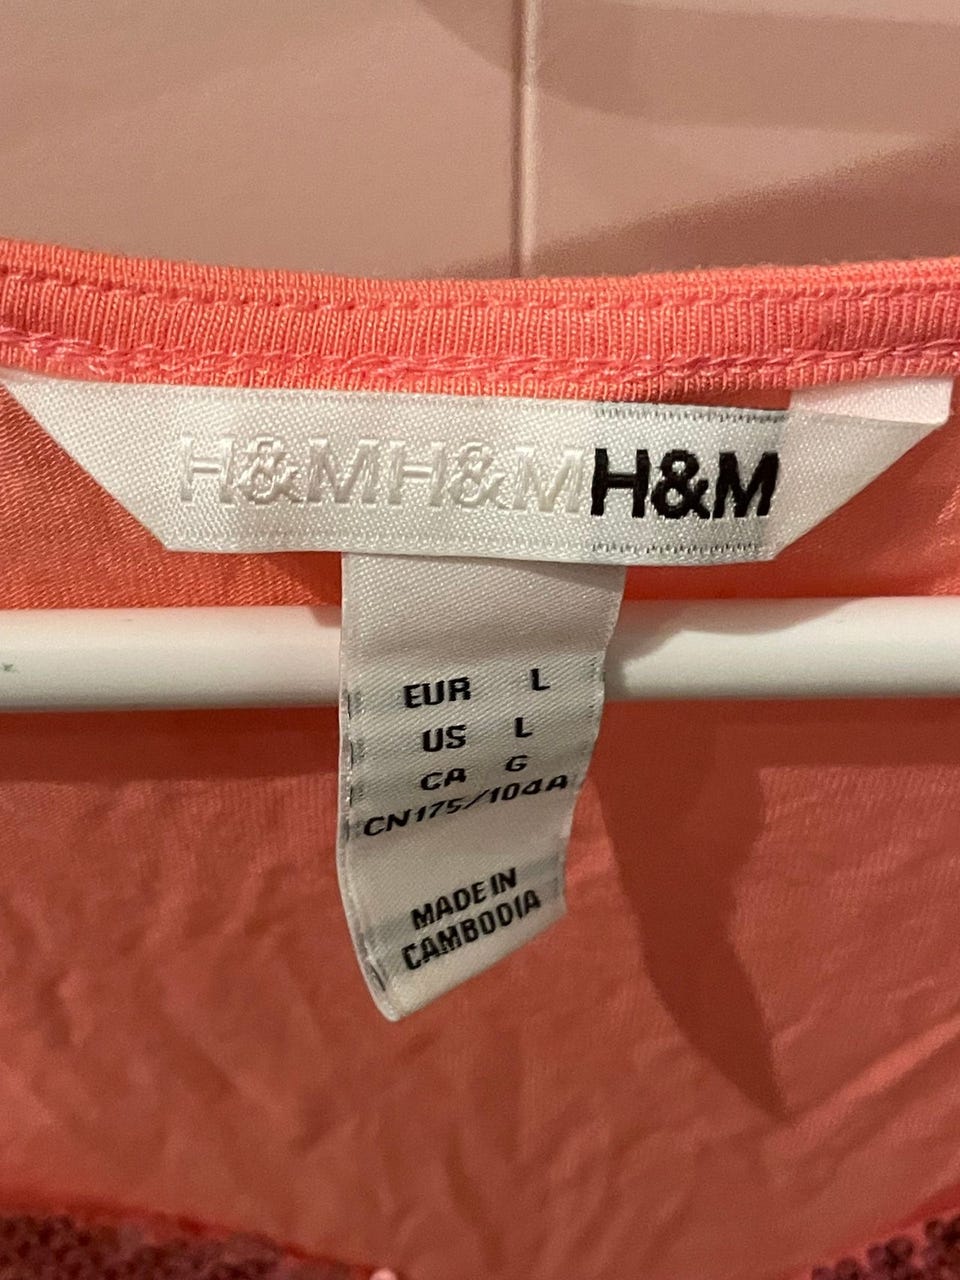 H&MH&MH&M
EUR L
US L
CA G
CN175/104A
MADE IN
CAMBODIA